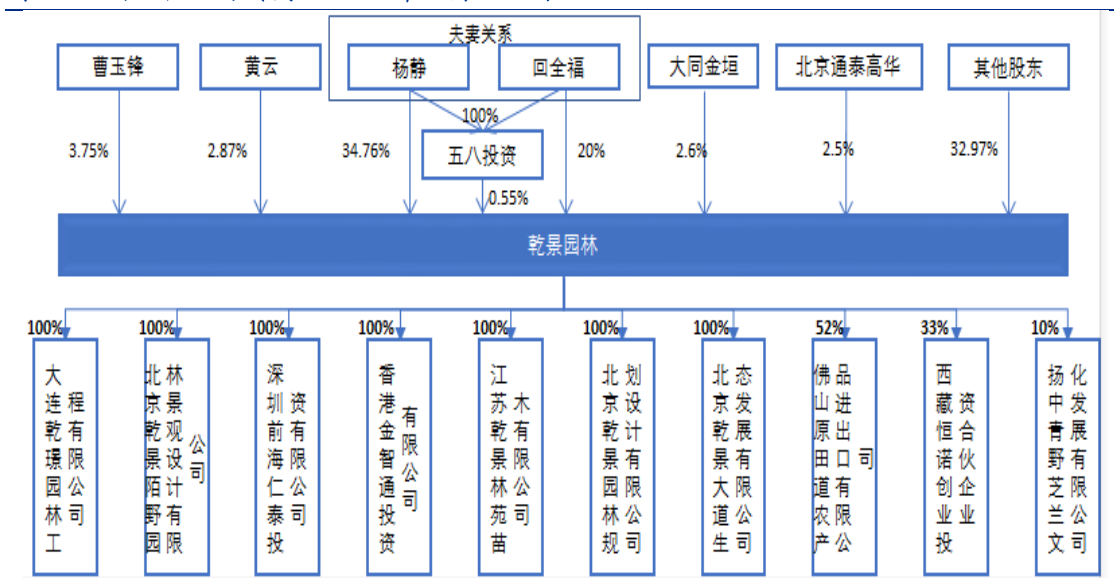 夫妻关系
曹玉锋
黄云
杨静
回全福
大同金垣
北京通泰高华
其他股东
100%
3.75%
2.87%
34.76%
五八投资
20%
2.6%
2.5%
32.97%
0.55%
乾景园林
100%
100%
100%
100%
100%
100%
100%
52%
33%
10%
大连乾璟园林工
程有限公司
北京乾景陌野园
林景观设计有限
公司
深圳前海仁泰投
资有限公司
香港金智通投资
有限公司
江苏乾景林苑苗
木有限公司
北京乾景园林规
划设计有限公司
北京乾景大道生
态发展有限公司
佛山原田道农产
品进出口有限公
司
西藏恒诺创业投
资合伙企业
扬中青野芝兰文
化发展有限公司